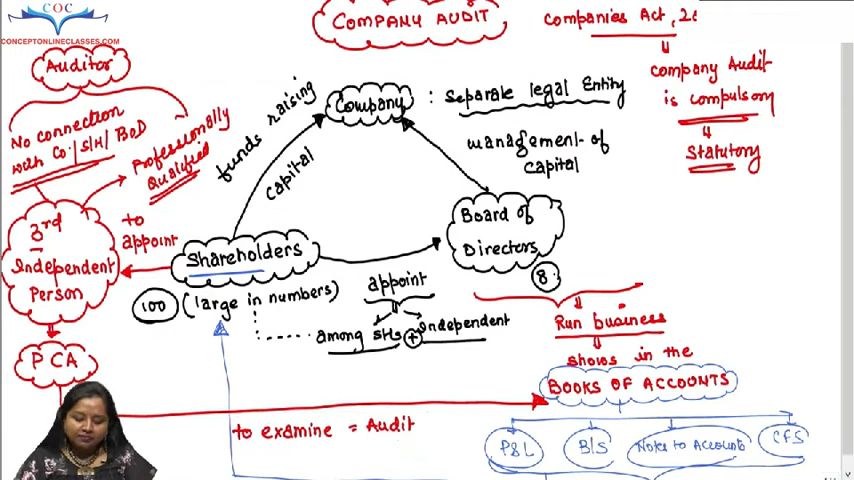 COC
CONCEPTONLINECLASSES.COM
COMPANY AUDIT
companies Act, 20
company Audit
is compulsory
Statutory
Auditor
No connection
with Co/SH/BoD
Professionally
Qualified
3rd
Independent
Person
PCA
to
appoint
funds raising
capital
Company : Separate legal Entity
management of
capital
Shareholders
100 (large in numbers)
Board of
Directors
8
appoint
among SHs + independent
Run business
shows in the
BOOKS OF ACCOUNTS
to examine = Audit
P&L B/S Notes to Accounts CFS